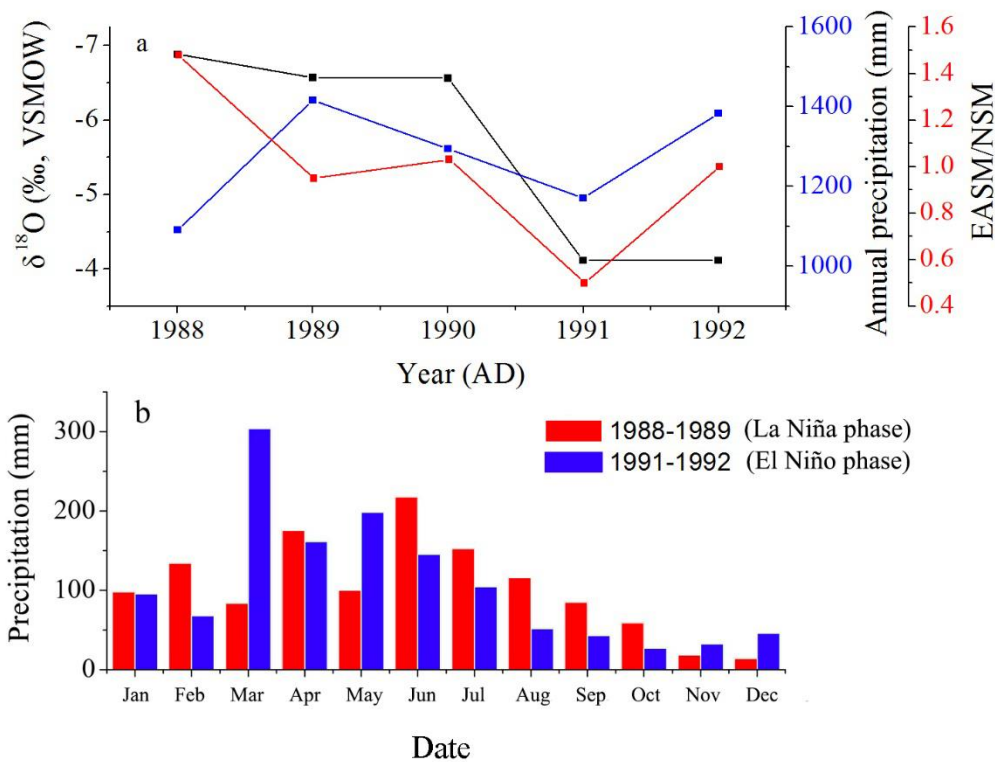 a
δ18O (‰, VSMOW)
-7
-6
-5
-4
1600
1400
1200
1000
Annual precipitation (mm)
1.6
1.4
1.2
1.0
0.8
0.6
0.4
EASM/NSM
1988 1989 1990 1991 1992
Year (AD)
b
1988-1989 (La Niña phase)
1991-1992 (El Niño phase)
Precipitation (mm)
300
200
100
0
Jan Feb Mar Apr May Jun Jul Aug Sep Oct Nov Dec
Date